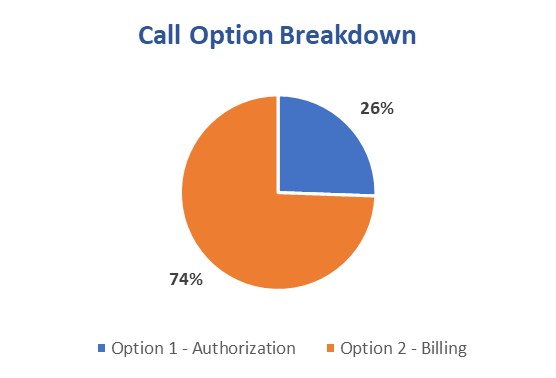 Call Option Breakdown
26%
74%
Option 1 - Authorization
Option 2 - Billing